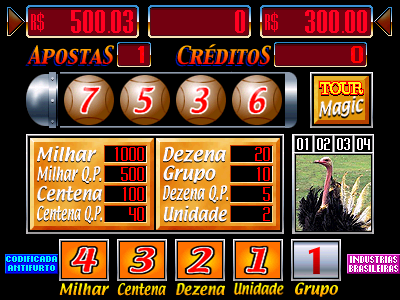 R$ 500.03 0 R$ 300.00
APOSTAS 1 CRÉDITOS 0
7 5 3 6
TOUR
Magic
Milhar 1000 Dezena 20
Milhar Q.P. 500 Grupo 10
Centena 100 Dezena Q.P. 5
Centena Q.P. 40 Unidade 2
01 02 03 04
CODIFICADA
ANTIFURTO
4 3 2 1 1
INDUSTRIAS
BRASILEIRAS
Milhar Centena Dezena Unidade Grupo